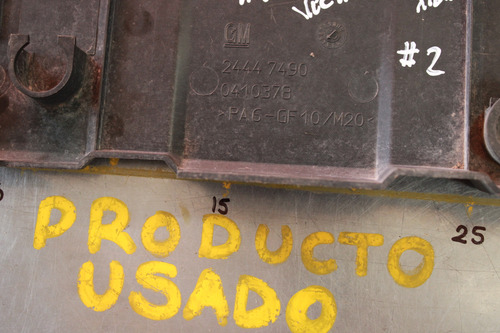 GM
24447490
#2
0410378
>PA6-GF10/M20<
15
25
PRODUCTO
USADO